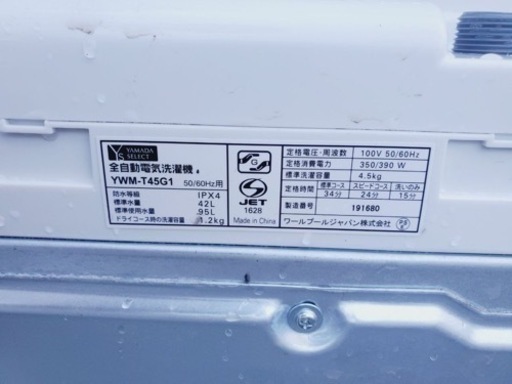 YS YAMADA SELECT
全自動電気洗濯機
YWM-T45G1 50/60Hz用
防水等級 IPX4
標準水量 42L
標準使用水量 95L
ドライコース時の洗濯容量 1.2kg
JET
1628
Made in China
定格電圧・周波数 100V 50/60Hz
定格消費電力 350/390 W
標準洗濯容量 4.5kg
標準コース スピードコース 洗いのみ
定格時間 34分 24分 15分
製造番号 191680
ワールプールジャパン株式会社
PSE